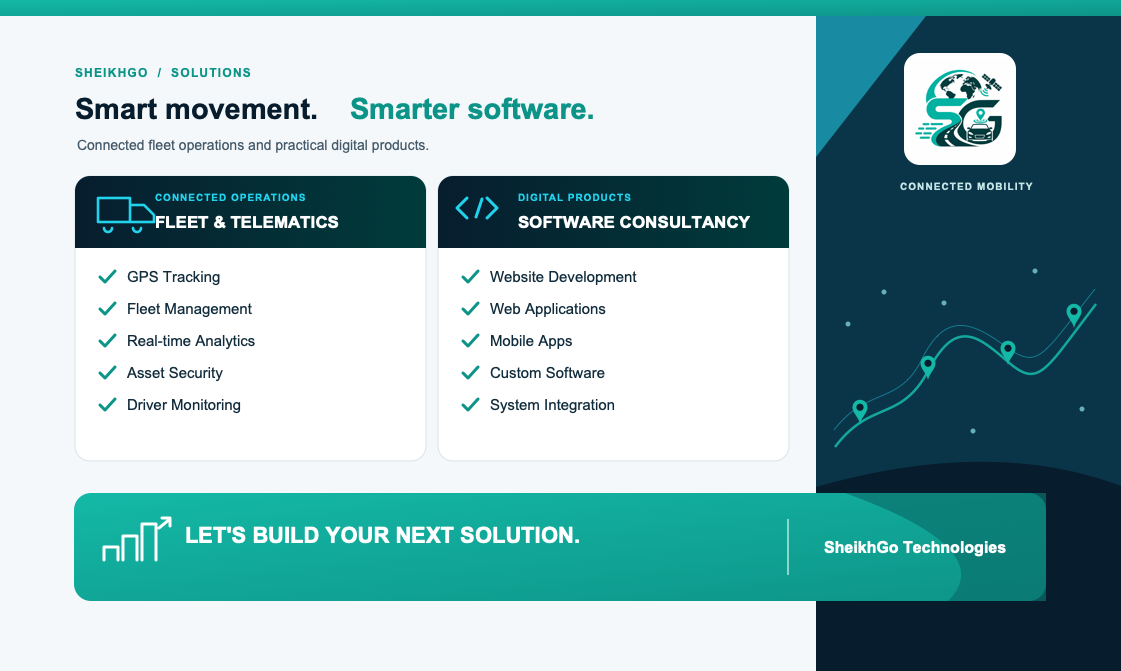 SHEIKHGO / SOLUTIONS
Smart movement. Smarter software.
Connected fleet operations and practical digital products.
CONNECTED OPERATIONS
FLEET & TELEMATICS
GPS Tracking
Fleet Management
Real-time Analytics
Asset Security
Driver Monitoring
DIGITAL PRODUCTS
SOFTWARE CONSULTANCY
Website Development
Web Applications
Mobile Apps
Custom Software
System Integration
SG
CONNECTED MOBILITY
LET'S BUILD YOUR NEXT SOLUTION.
SheikhGo Technologies